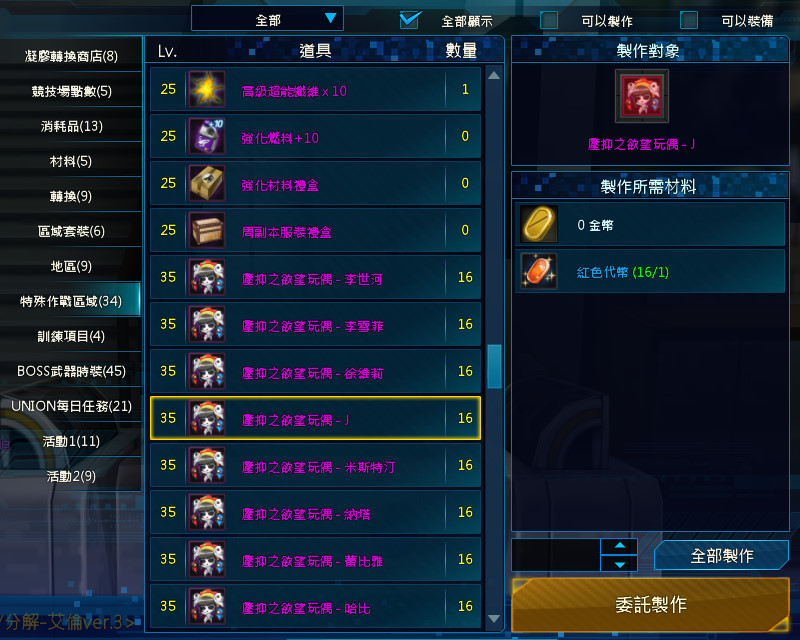 全部
全部顯示
可以製作
可以裝備
凝膠轉換商店(8)
競技場點數(5)
消耗品(13)
材料(5)
轉換(9)
區域套裝(6)
地區(9)
特殊作戰區域(34)
訓練項目(4)
BOSS武器時裝(45)
UNION每日任務(21)
活動1(11)
活動2(9)
/分解-艾倫ver.3>
Lv. 道具 數量
25 高級超能纖維 x 10 1
25 +10 強化燃料+10 0
25 強化材料禮盒 0
25 周副本服裝禮盒 0
35 壓抑之欲望玩偶 - 李世河 16
35 壓抑之欲望玩偶 - 李雪菲 16
35 壓抑之欲望玩偶 - 徐維莉 16
35 壓抑之欲望玩偶 - J 16
35 壓抑之欲望玩偶 - 米斯特汀 16
35 壓抑之欲望玩偶 - 納塔 16
35 壓抑之欲望玩偶 - 蕾比雅 16
35 壓抑之欲望玩偶 - 哈比 16
製作對象
壓抑之欲望玩偶 - J
製作所需材料
0 金幣
紅色代幣 (16/1)
全部製作
委託製作